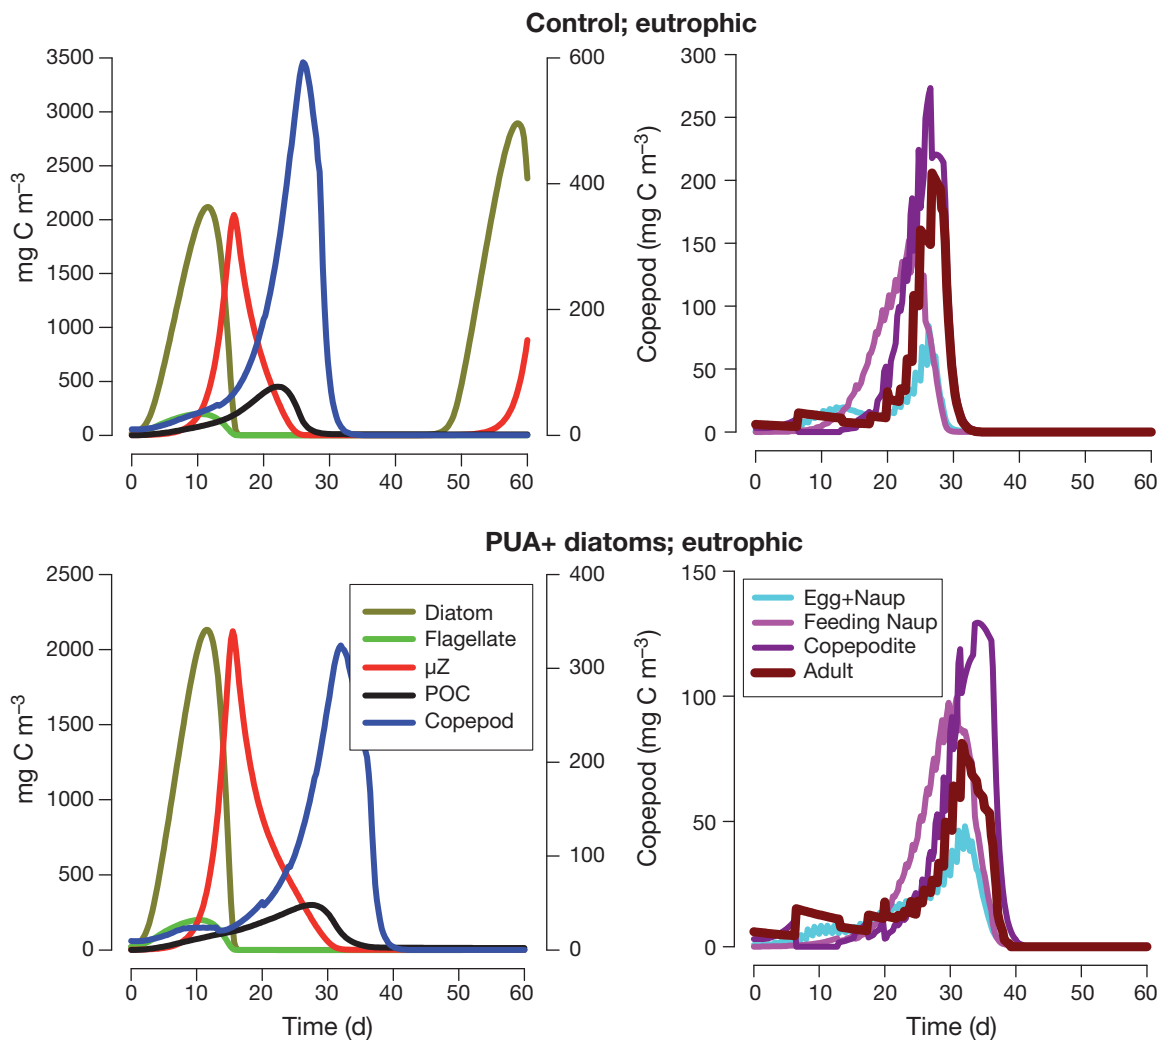 Control; eutrophic
3500
3000
2500
2000
1500
1000
500
0
mg C m⁻³
600
400
200
0
0 10 20 30 40 50 60
300
250
200
150
100
50
0
Copepod (mg C m⁻³)
0 10 20 30 40 50 60
PUA+ diatoms; eutrophic
2500
2000
1500
1000
500
0
mg C m⁻³
Diatom
Flagellate
µZ
POC
Copepod
400
300
200
100
0
0 10 20 30 40 50 60
Time (d)
150
100
50
0
Copepod (mg C m⁻³)
Egg+Naup
Feeding Naup
Copepodite
Adult
0 10 20 30 40 50 60
Time (d)